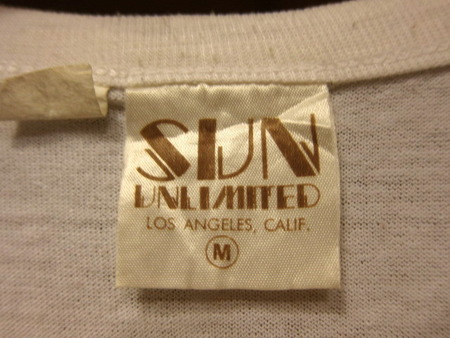 SUN
UNLIMITED
LOS ANGELES, CALIF.
M